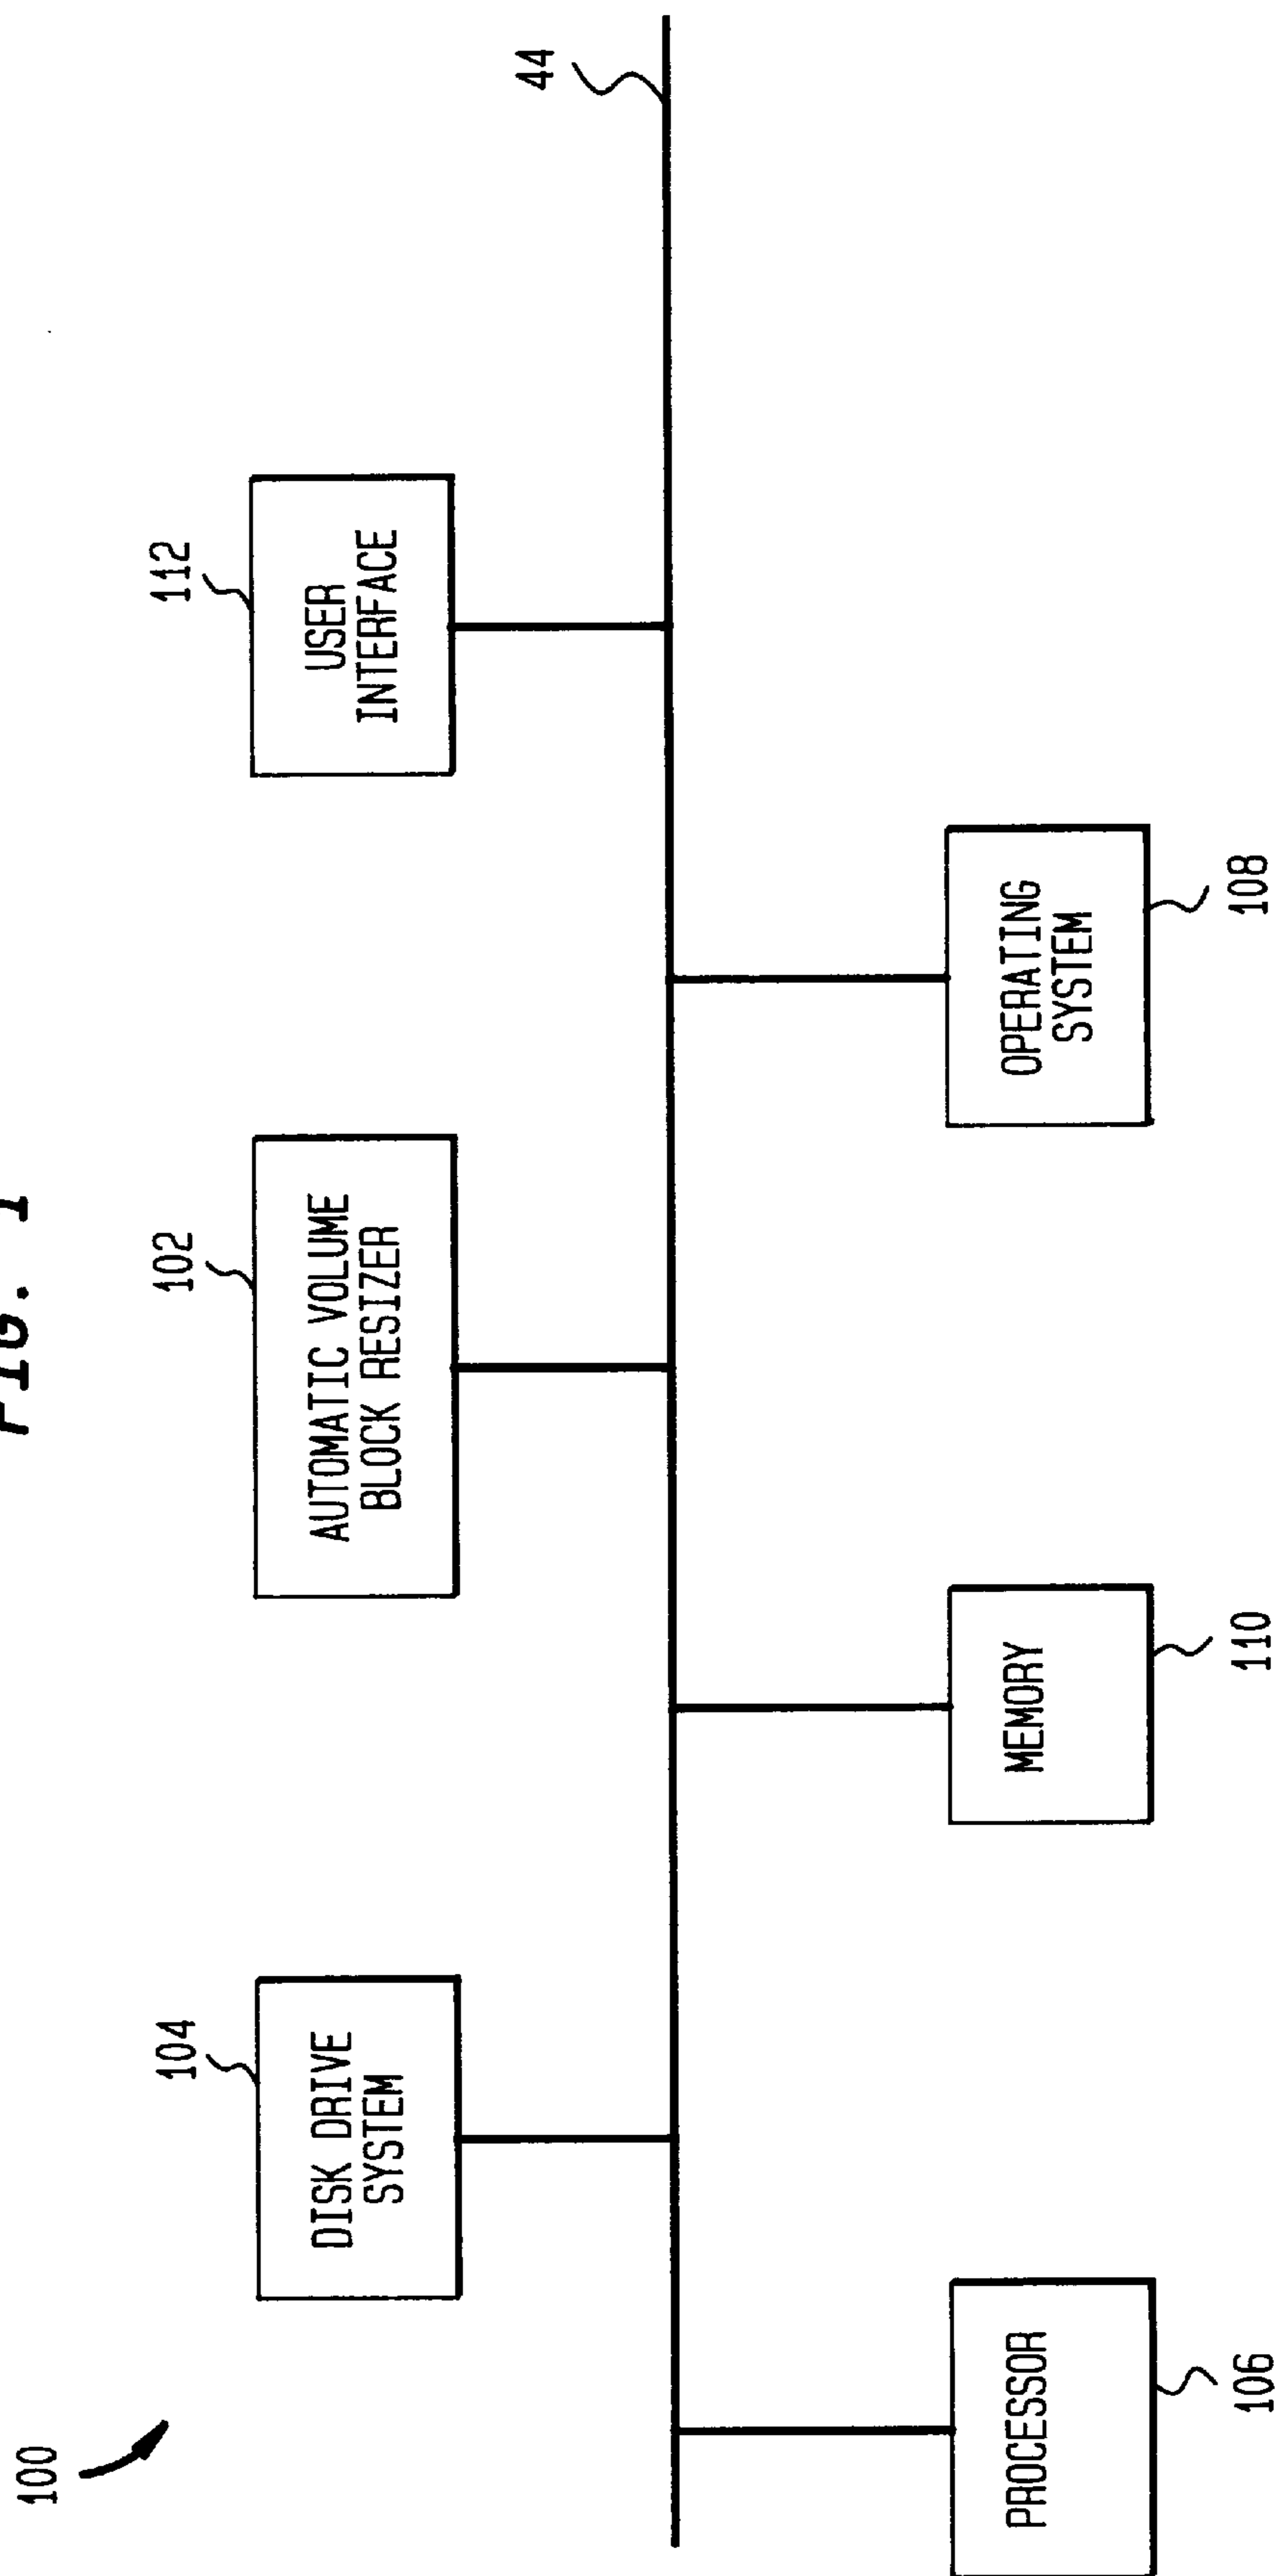 FIG. 1
100
104
DISK DRIVE
SYSTEM
102
AUTOMATIC VOLUME
BLOCK RESIZER
112
USER
INTERFACE
44
PROCESSOR
106
MEMORY
110
OPERATING
SYSTEM
108